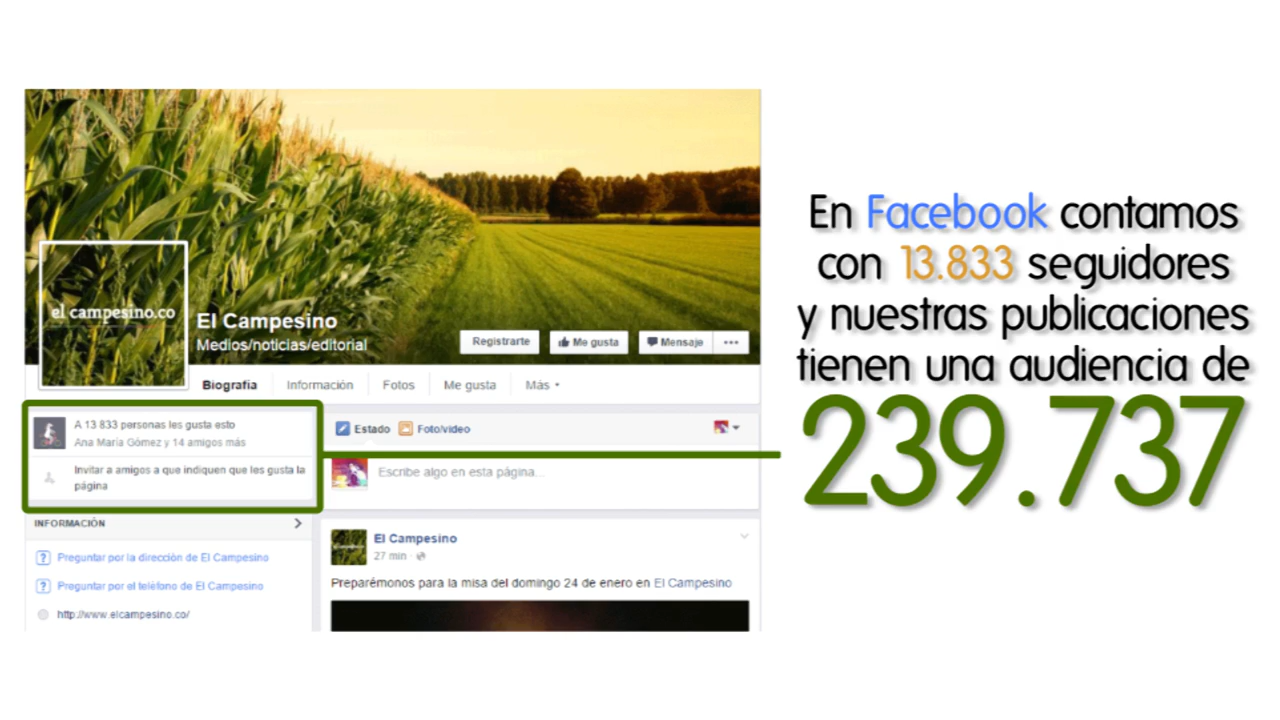 el campesino.co
El Campesino
Medios/noticias/editorial
Registrarte
Me gusta
Mensaje
Biografía
Información
Fotos
Me gusta
Más
A 13 833 personas les gusta esto
Ana María Gómez y 14 amigos más
Invitar a amigos a que indiquen que les gusta la
página
INFORMACIÓN
Preguntar por la dirección de El Campesino
Preguntar por el teléfono de El Campesino
http://www.elcampesino.co/
Estado
Foto/video
Escribe algo en esta página...
El Campesino
27 min
Preparémonos para la misa del domingo 24 de enero en El Campesino
En Facebook contamos
con 13.833 seguidores
y nuestras publicaciones
tienen una audiencia de
239.737